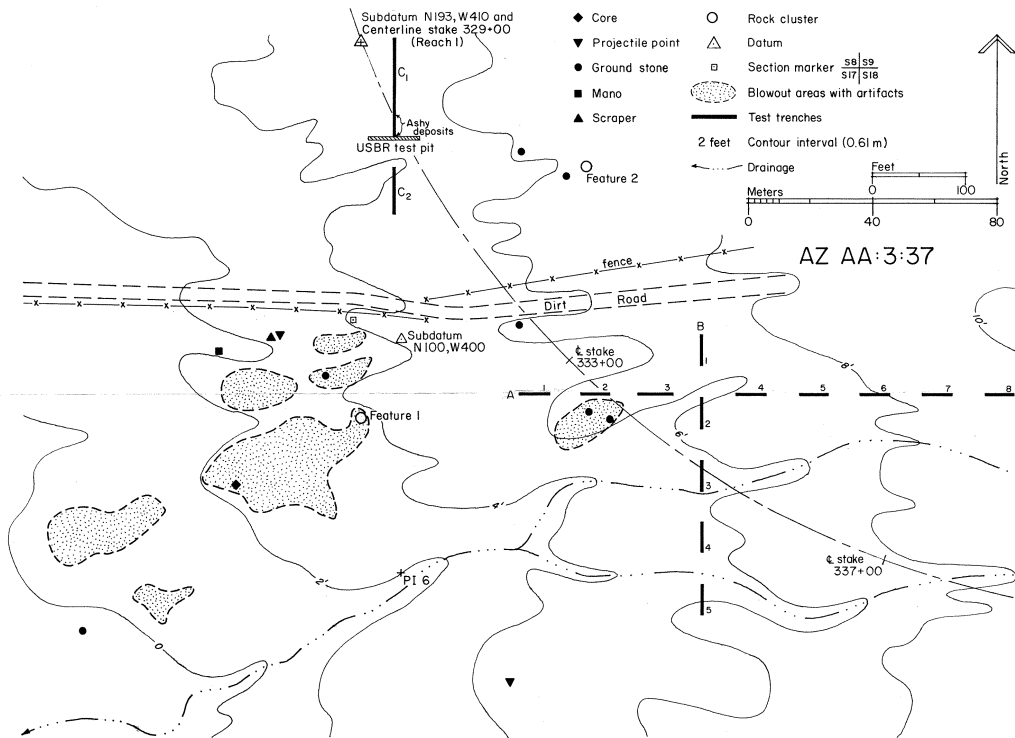 Subdatum N193, W410 and
Centerline stake 329+00
(Reach 1)
C1
Ashy
deposits
USBR test pit
C2
Core
Projectile point
Ground stone
Mano
Scraper
Rock cluster
Datum
Section marker
S8 S9
S17 S18
Blowout areas with artifacts
Test trenches
2 feet Contour interval (0.61 m)
Drainage
Feet
0 100
Meters
0 40 80
North
AZ AA:3:37
Feature 2
fence
Dirt Road
10'
Subdatum
N100, W400
℄ stake
333+00
B
1
8'
A
1 2 3 4 5 6 7 8
Feature 1
2
6'
3
4'
4
℄ stake
337+00
2'
PI 6
5
0